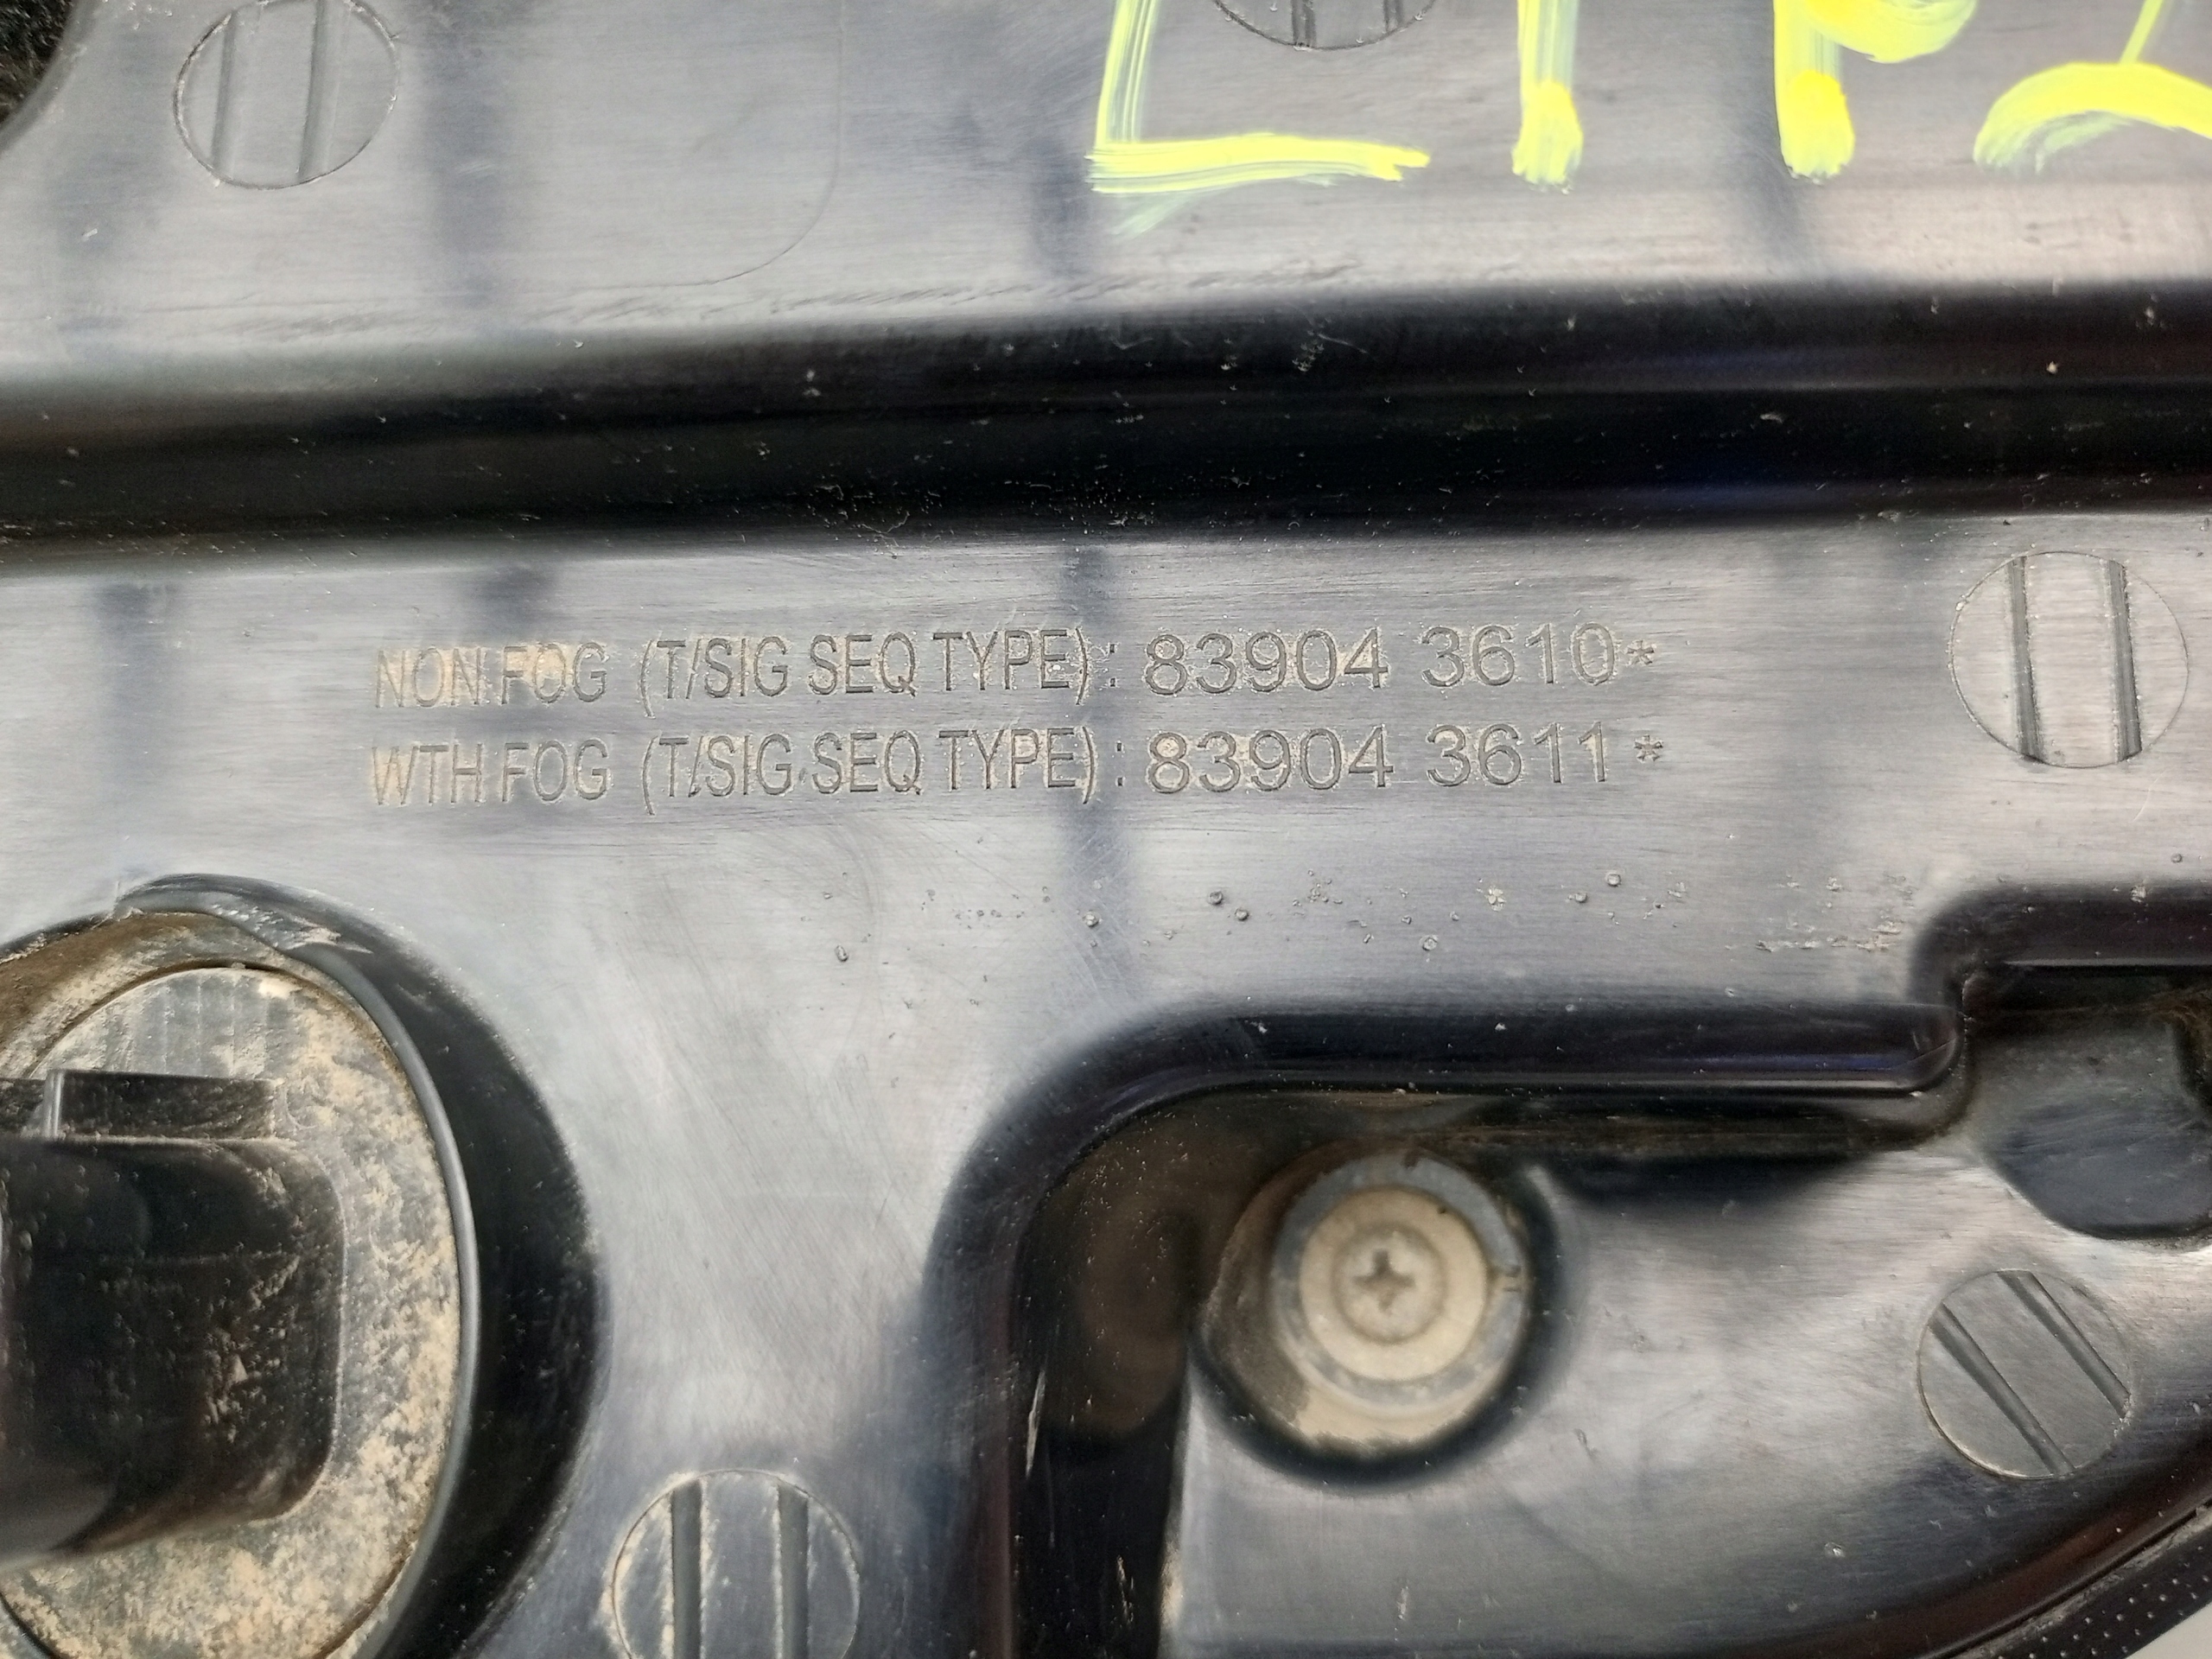 NON FOG (T/SIG SEQ TYPE) : 83904 3610*
WTH FOG (T/SIG SEQ TYPE) : 83904 3611*